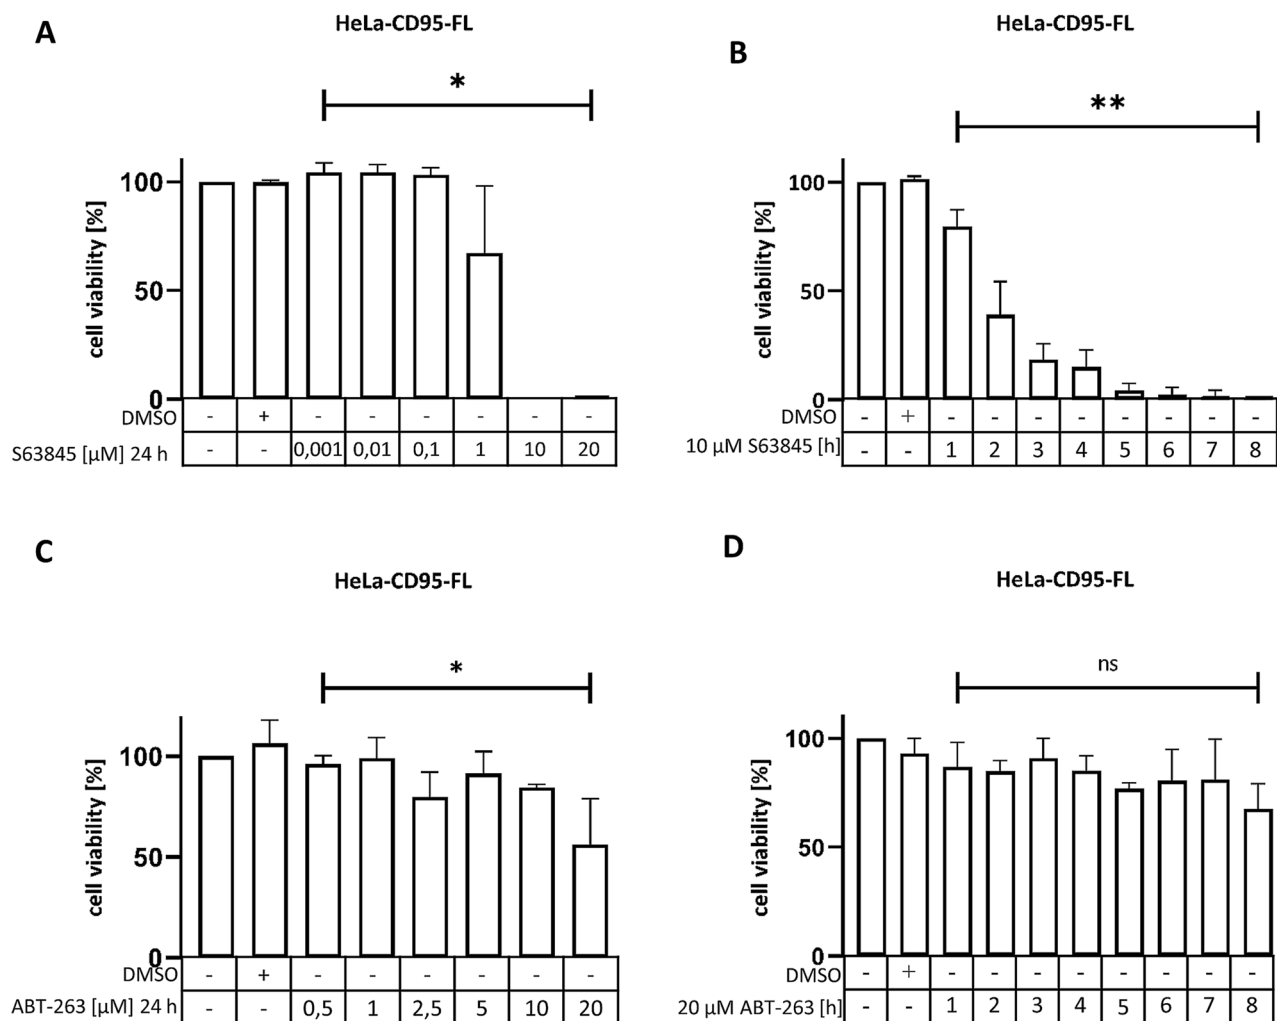 A
HeLa-CD95-FL
*
cell viability [%]
100
50
0
DMSO - + - - - - - -
S63845 [µM] 24 h - - 0,001 0,01 0,1 1 10 20
B
HeLa-CD95-FL
**
cell viability [%]
100
50
0
DMSO - + - - - - - - - -
10 µM S63845 [h] - - 1 2 3 4 5 6 7 8
C
HeLa-CD95-FL
*
cell viability [%]
100
50
0
DMSO - + - - - - - -
ABT-263 [µM] 24 h - - 0,5 1 2,5 5 10 20
D
HeLa-CD95-FL
ns
cell viability [%]
100
50
0
DMSO - + - - - - - - - -
20 µM ABT-263 [h] - - 1 2 3 4 5 6 7 8